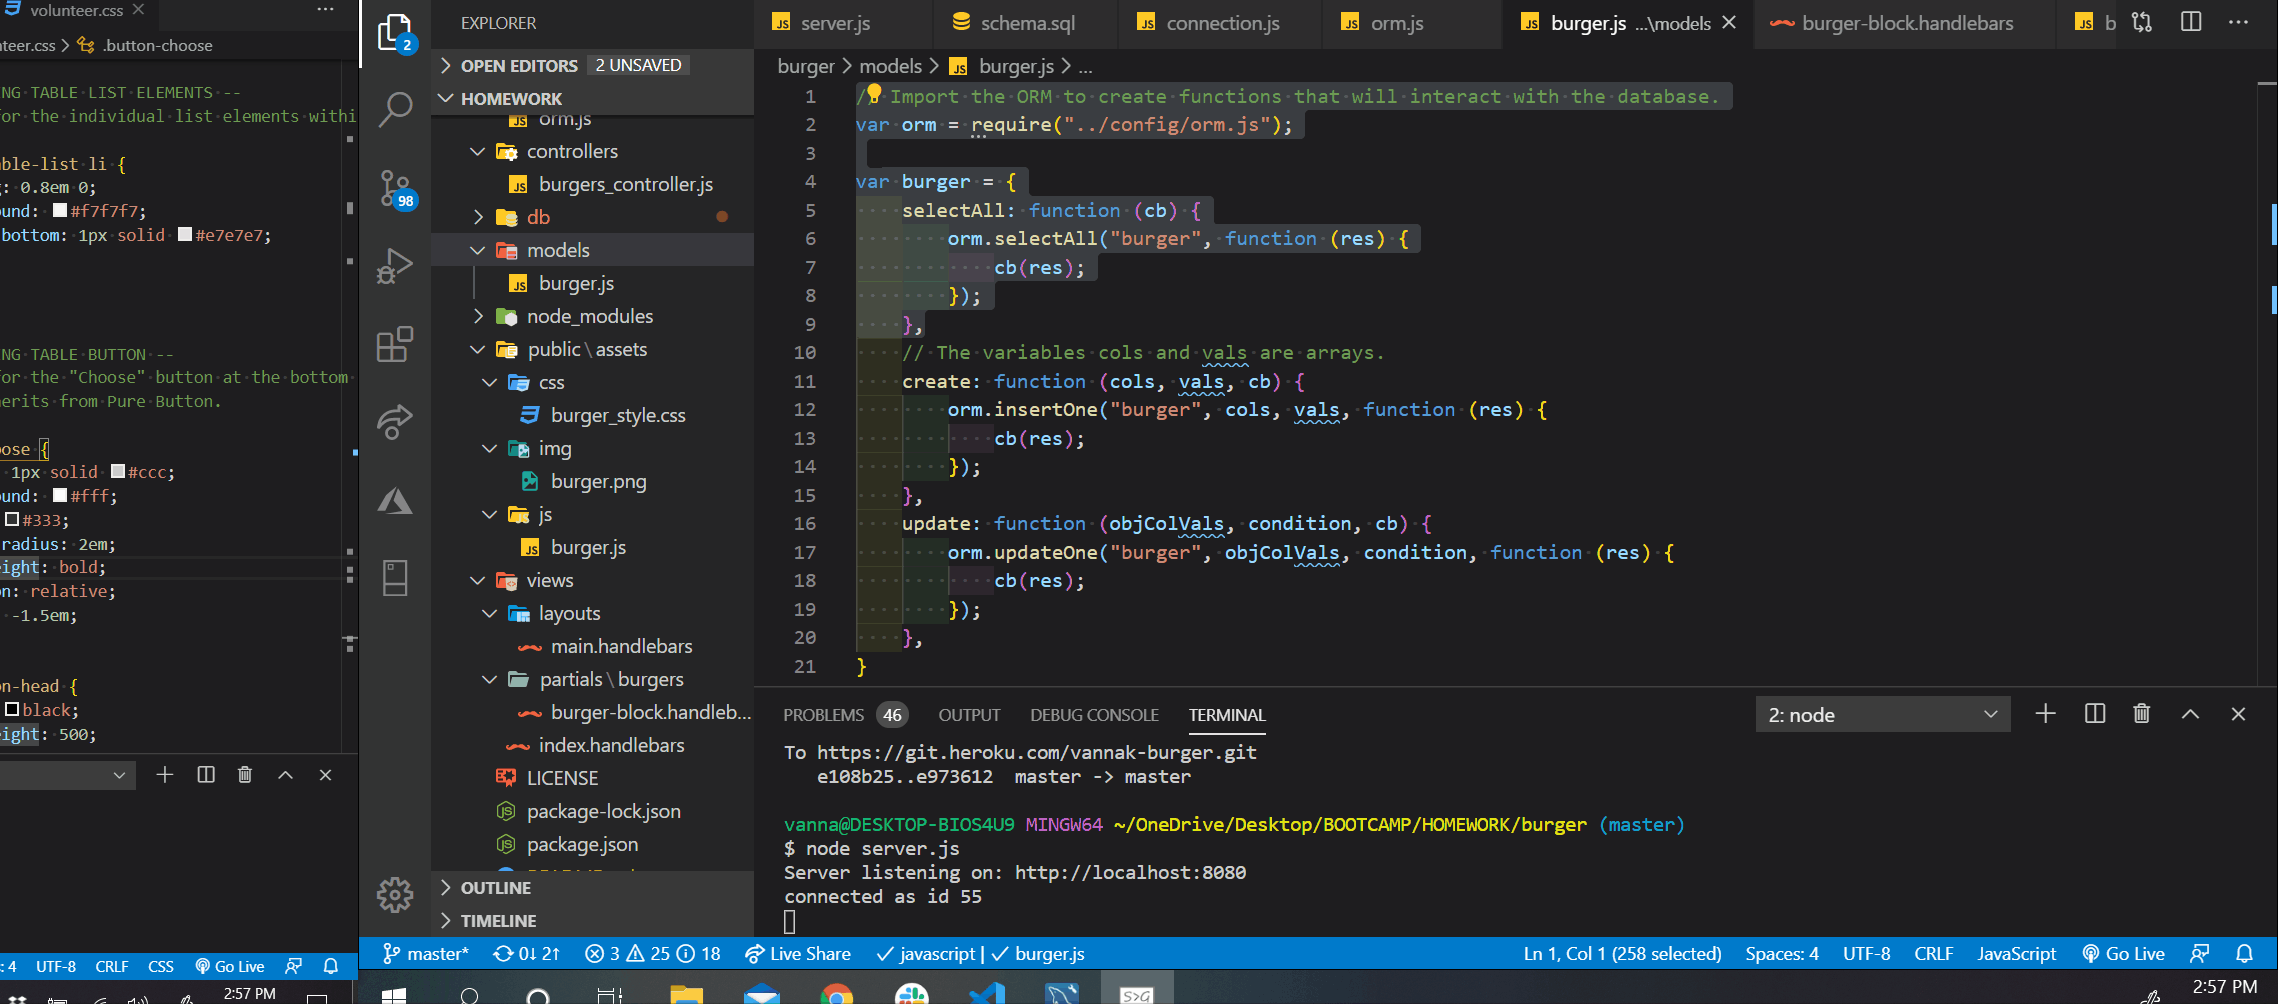 volunteer.css
nteer.css > .button-choose
NG TABLE LIST ELEMENTS --
or the individual list elements withi
ble-list li {
: 0.8em 0;
und: #f7f7f7;
bottom: 1px solid #e7e7e7;
NG TABLE BUTTON --
or the "Choose" button at the bottom
erits from Pure Button.
ose {
1px solid #ccc;
und: #fff;
#333;
radius: 2em;
ight: bold;
n: relative;
-1.5em;
n-head {
black;
ight: 500;
: 4 UTF-8 CRLF CSS Go Live
2:57 PM
2
98
EXPLORER
OPEN EDITORS 2 UNSAVED
HOMEWORK
orm.js
controllers
burgers_controller.js
db
models
burger.js
node_modules
public\assets
css
burger_style.css
img
burger.png
js
burger.js
views
layouts
main.handlebars
partials\burgers
burger-block.handleb...
index.handlebars
LICENSE
package-lock.json
package.json
OUTLINE
TIMELINE
server.js schema.sql connection.js orm.js burger.js ...\models burger-block.handlebars b
burger > models > burger.js > ...
1 // Import the ORM to create functions that will interact with the database.
2 var orm = require("../config/orm.js");
3
4 var burger = {
5 selectAll: function (cb) {
6 orm.selectAll("burger", function (res) {
7 cb(res);
8 });
9 },
10 // The variables cols and vals are arrays.
11 create: function (cols, vals, cb) {
12 orm.insertOne("burger", cols, vals, function (res) {
13 cb(res);
14 });
15 },
16 update: function (objColVals, condition, cb) {
17 orm.updateOne("burger", objColVals, condition, function (res) {
18 cb(res);
19 });
20 },
21 }
PROBLEMS 46 OUTPUT DEBUG CONSOLE TERMINAL 2: node
To https://git.heroku.com/vannak-burger.git
e108b25..e973612 master -> master
vanna@DESKTOP-BIOS4U9 MINGW64 ~/OneDrive/Desktop/BOOTCAMP/HOMEWORK/burger (master)
$ node server.js
Server listening on: http://localhost:8080
connected as id 55
master* 0↓ 2↑ 3 25 18 Live Share javascript | burger.js Ln 1, Col 1 (258 selected) Spaces: 4 UTF-8 CRLF JavaScript Go Live
2:57 PM